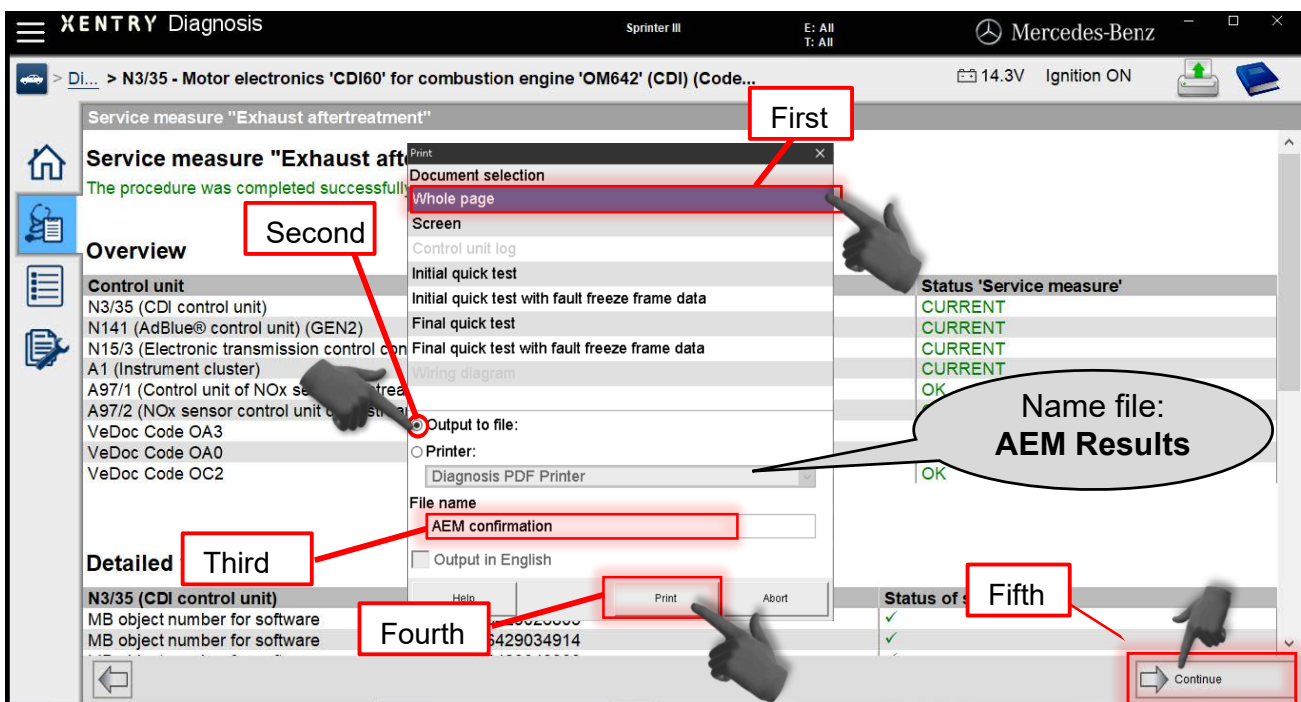 XENTRY Diagnosis
Sprinter III
E: All
T: All
Mercedes-Benz
> Di... > N3/35 - Motor electronics 'CDI60' for combustion engine 'OM642' (CDI) (Code...
14.3V Ignition ON
Service measure "Exhaust aftertreatment"
First
Service measure "Exhaust aft
The procedure was completed successfully
Print
Document selection
Whole page
Screen
Control unit log
Initial quick test
Initial quick test with fault freeze frame data
Final quick test
Final quick test with fault freeze frame data
Wiring diagram
Second
Overview
Control unit Status 'Service measure'
N3/35 (CDI control unit) CURRENT
N141 (AdBlue® control unit) (GEN2) CURRENT
N15/3 (Electronic transmission control con CURRENT
A1 (Instrument cluster) CURRENT
A97/1 (Control unit of NOx OK
A97/2 (NOx sensor control unit
VeDoc Code OA3
VeDoc Code OA0
VeDoc Code OC2 OK
Output to file:
Printer:
Diagnosis PDF Printer
Name file:
AEM Results
File name
AEM confirmation
Output in English
Help Print Abort
Third
Fourth
Fifth
Detailed
N3/35 (CDI control unit) Status of
MB object number for software
MB object number for software 6429034914
Continue